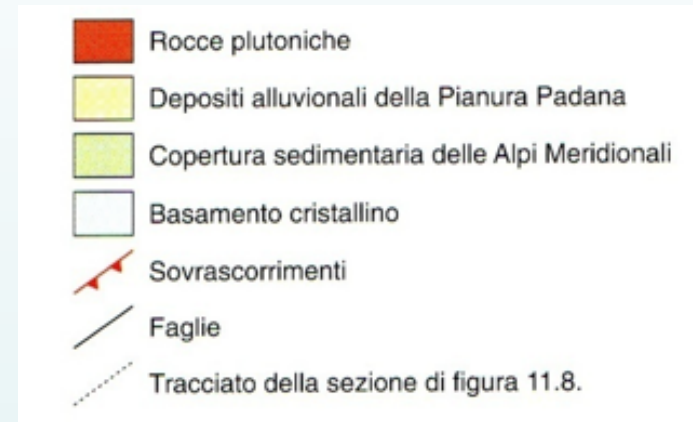 Rocce plutoniche
Depositi alluvionali della Pianura Padana
Copertura sedimentaria delle Alpi Meridionali
Basamento cristallino
Sovrascorrimenti
Faglie
Tracciato della sezione di figura 11.8.